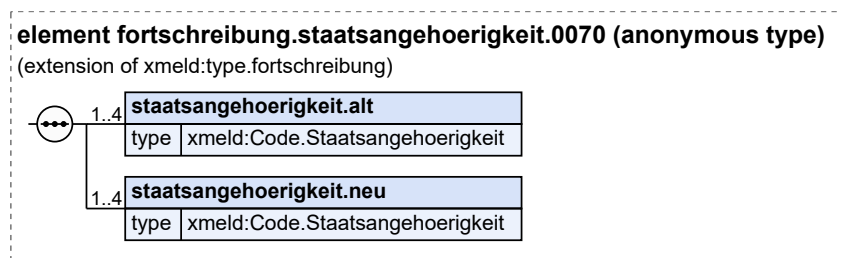 element fortschreibung.staatsangehoerigkeit.0070 (anonymous type)
(extension of xmeld:type.fortschreibung)
1..4 staatsangehoerigkeit.alt
type xmeld:Code.Staatsangehoerigkeit
1..4 staatsangehoerigkeit.neu
type xmeld:Code.Staatsangehoerigkeit